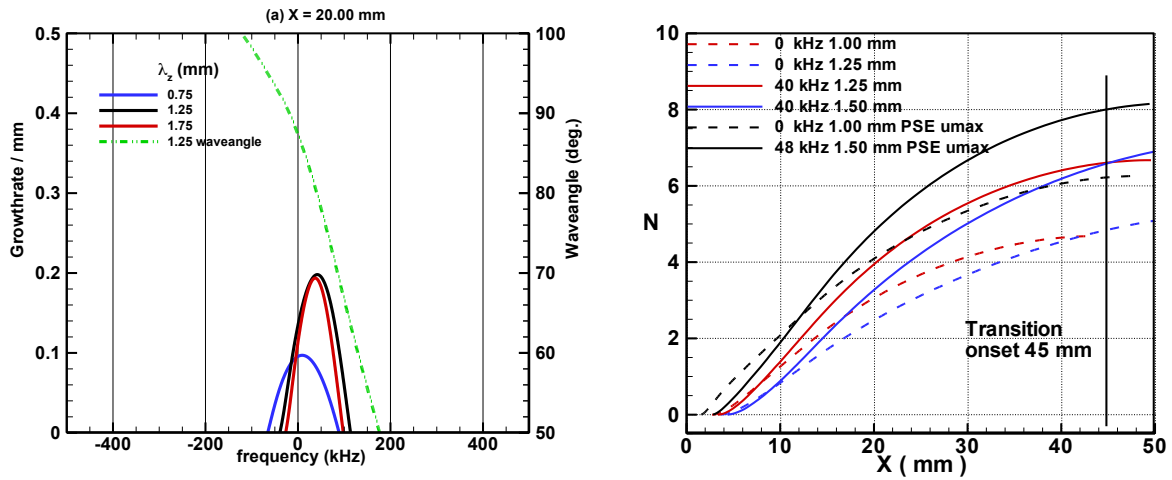 (a) X = 20.00 mm
0.5
0.4
0.3
0.2
0.1
0
Growthrate / mm
λz (mm)
0.75
1.25
1.75
1.25 waveangle
100
90
80
70
60
50
Waveangle (deg.)
-400
-200
0
200
400
frequency (kHz)
10
8
6
4
2
0
N
0 kHz 1.00 mm
0 kHz 1.25 mm
40 kHz 1.25 mm
40 kHz 1.50 mm
0 kHz 1.00 mm PSE umax
48 kHz 1.50 mm PSE umax
Transition
onset 45 mm
0
10
20
30
40
50
X ( mm )